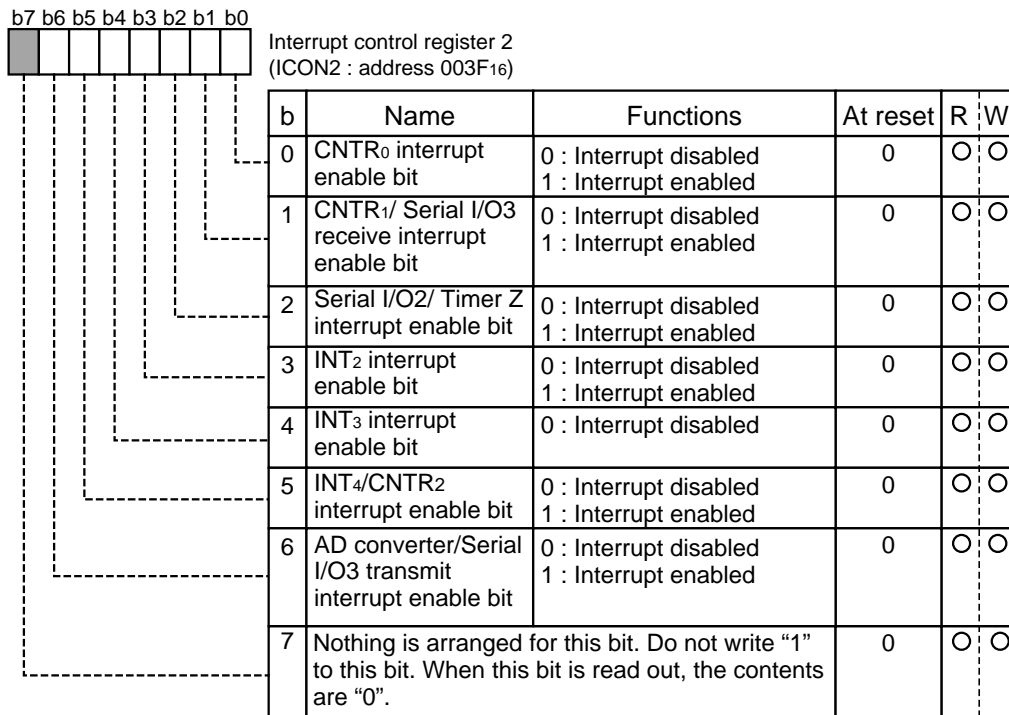 b7 b6 b5 b4 b3 b2 b1 b0
Interrupt control register 2
(ICON2 : address 003F16)
b Name Functions At reset R W
0 CNTR0 interrupt enable bit 0 : Interrupt disabled 0
1 : Interrupt enabled
1 CNTR1/ Serial I/O3 0 : Interrupt disabled 0
receive interrupt 1 : Interrupt enabled
enable bit
2 Serial I/O2/ Timer Z 0 : Interrupt disabled 0
interrupt enable bit 1 : Interrupt enabled
3 INT2 interrupt 0 : Interrupt disabled 0
enable bit 1 : Interrupt enabled
4 INT3 interrupt 0 : Interrupt disabled 0
enable bit
5 INT4/CNTR2 0 : Interrupt disabled 0
interrupt enable bit 1 : Interrupt enabled
6 AD converter/Serial 0 : Interrupt disabled 0
I/O3 transmit 1 : Interrupt enabled
interrupt enable bit
7 Nothing is arranged for this bit. Do not write “1” 0
to this bit. When this bit is read out, the contents
are “0”.